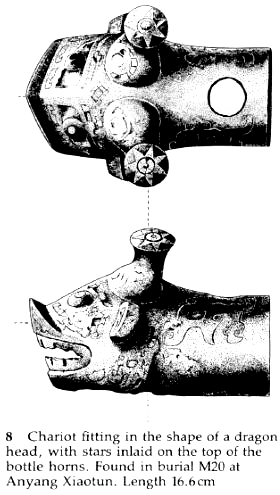 8 Chariot fitting in the shape of a dragon
head, with stars inlaid on the top of the
bottle horns. Found in burial M20 at
Anyang Xiaotun. Length 16.6cm